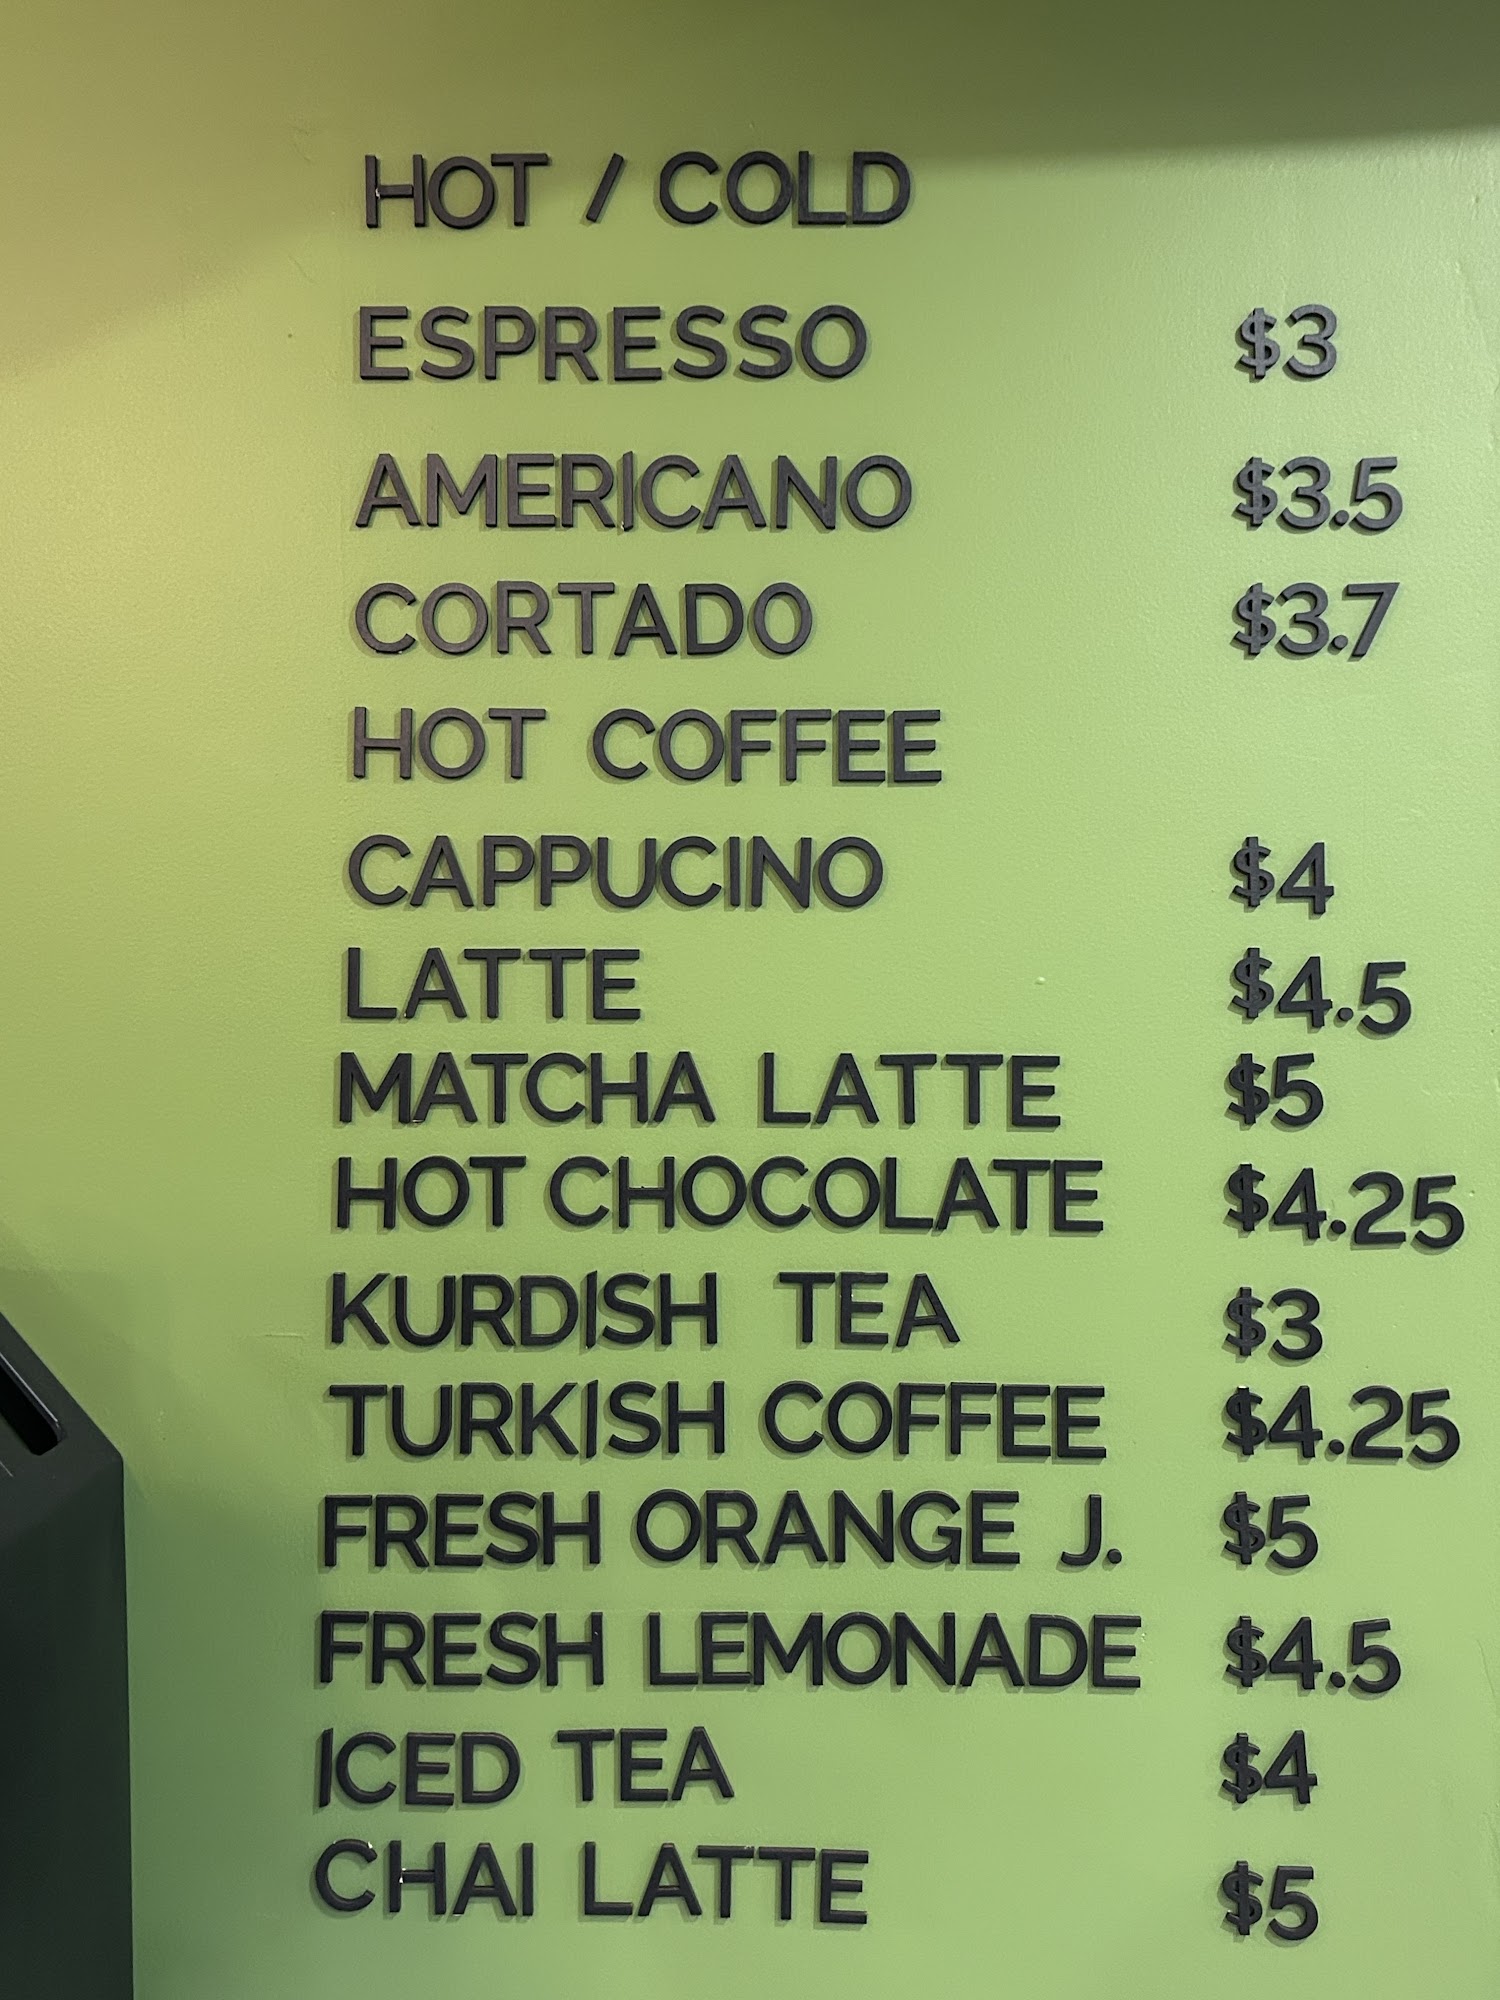 HOT / COLD
ESPRESSO $3
AMERICANO $3.5
CORTADO $3.7
HOT COFFEE
CAPPUCINO $4
LATTE $4.5
MATCHA LATTE $5
HOT CHOCOLATE $4.25
KURDISH TEA $3
TURKISH COFFEE $4.25
FRESH ORANGE J. $5
FRESH LEMONADE $4.5
ICED TEA $4
CHAI LATTE $5